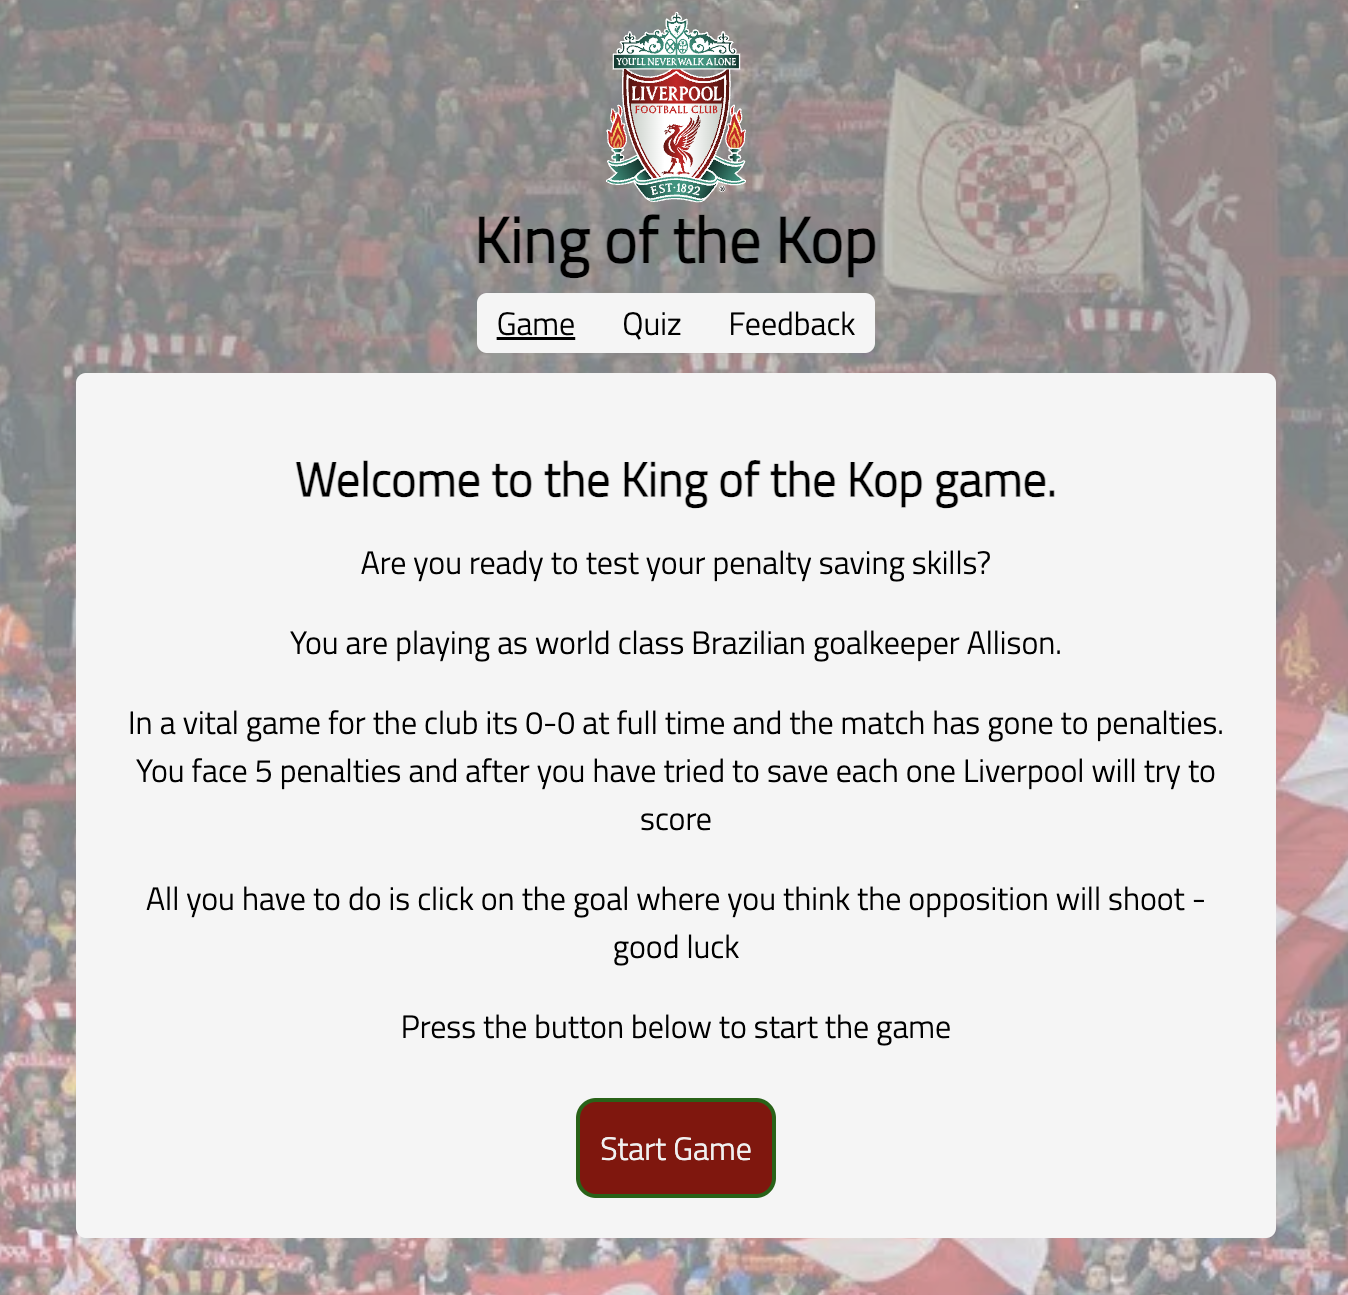 YOU'LL NEVER WALK ALONE
LIVERPOOL
FOOTBALL CLUB
EST·1892
®
King of the Kop
Game Quiz Feedback
Welcome to the King of the Kop game.
Are you ready to test your penalty saving skills?
You are playing as world class Brazilian goalkeeper Allison.
In a vital game for the club its 0-0 at full time and the match has gone to penalties.
You face 5 penalties and after you have tried to save each one Liverpool will try to
score
All you have to do is click on the goal where you think the opposition will shoot -
good luck
Press the button below to start the game
Start Game